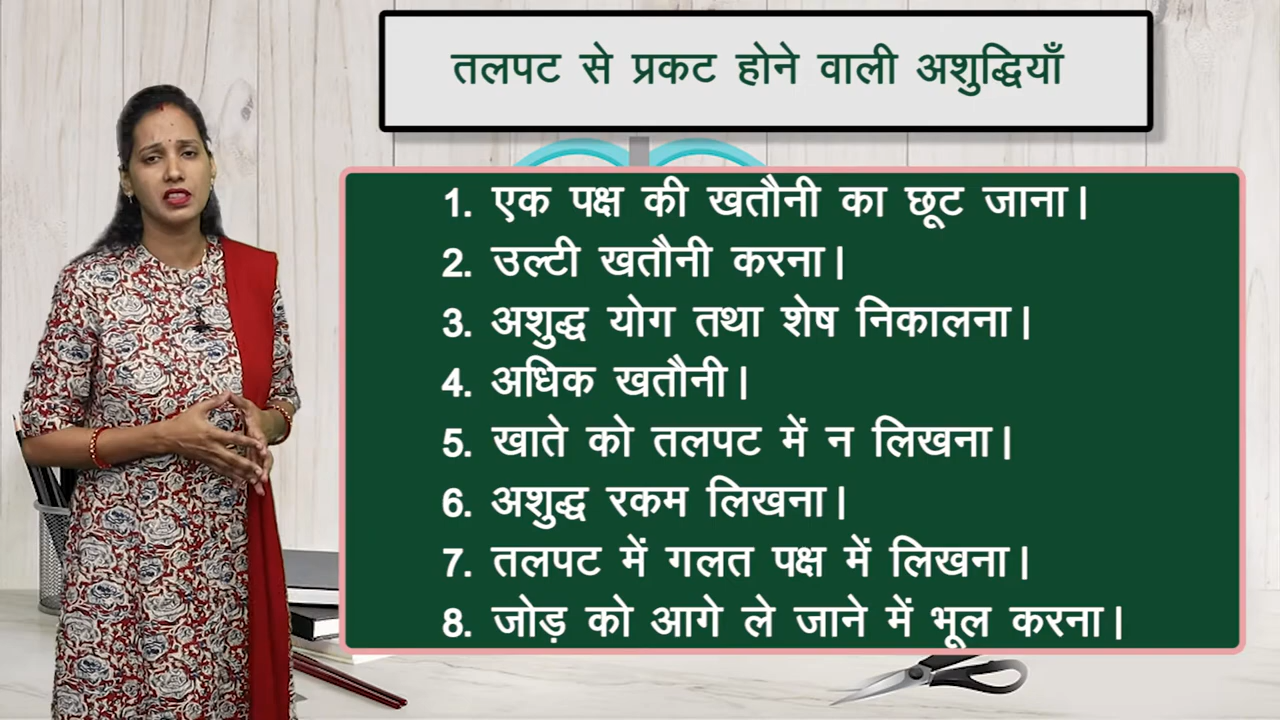 तलपट से प्रकट होने वाली अशुद्धियाँ
1. एक पक्ष की खतौनी का छूट जाना।
2. उल्टी खतौनी करना।
3. अशुद्ध योग तथा शेष निकालना।
4. अधिक खतौनी।
5. खाते को तलपट में न लिखना।
6. अशुद्ध रकम लिखना।
7. तलपट में गलत पक्ष में लिखना।
8. जोड़ को आगे ले जाने में भूल करना।